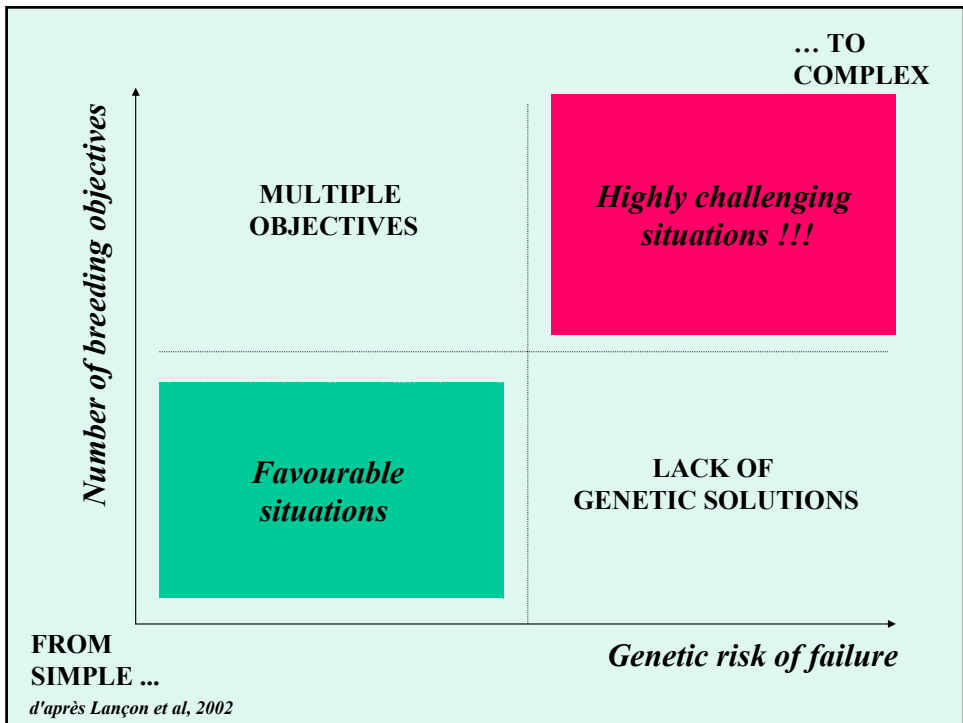 … TO
COMPLEX
Number of breeding objectives
MULTIPLE
OBJECTIVES
Highly challenging
situations !!!
Favourable
situations
LACK OF
GENETIC SOLUTIONS
FROM
SIMPLE ...
Genetic risk of failure
d'après Lançon et al, 2002